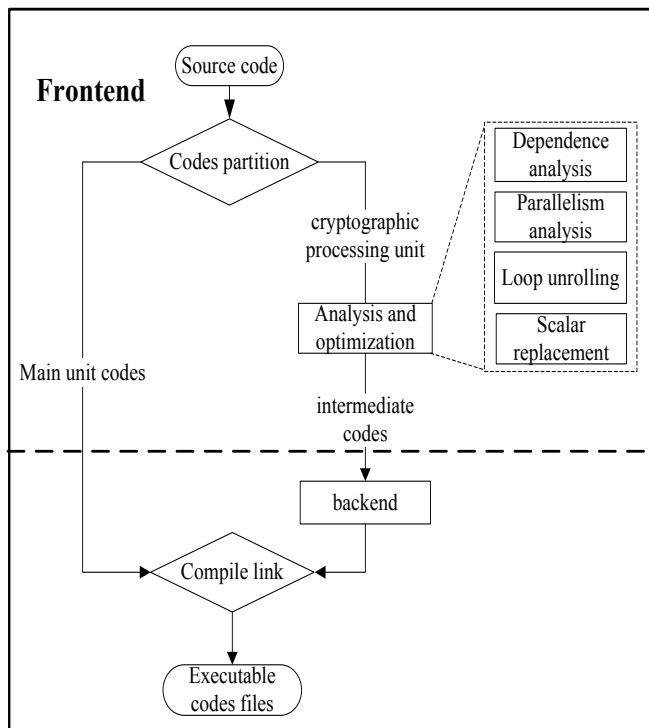 Source code
Frontend
Codes partition
Dependence
analysis
Parallelism
analysis
Loop unrolling
Scalar
replacement
cryptographic
processing unit
Analysis and
optimization
Main unit codes
intermediate
codes
backend
Compile link
Executable
codes files